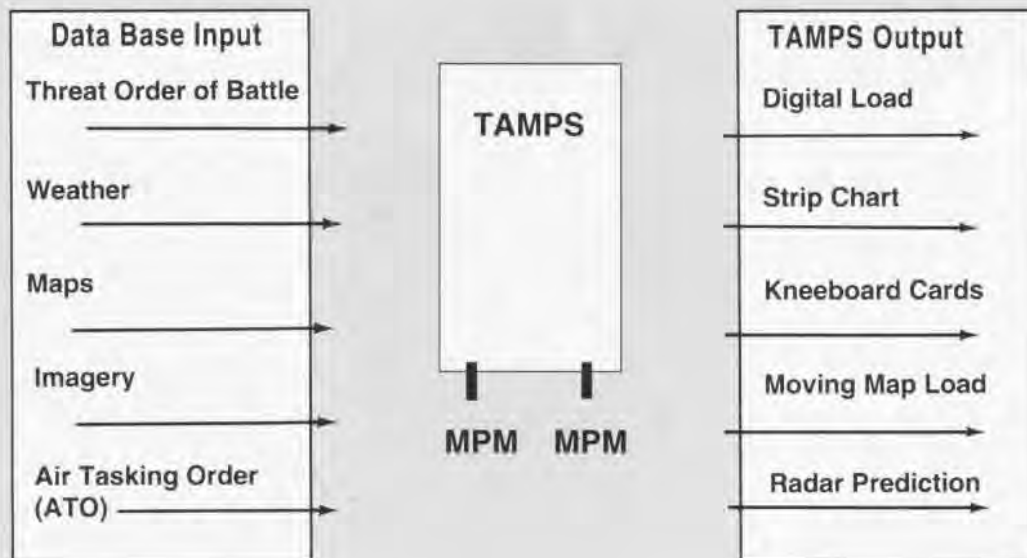 Data Base Input
Threat Order of Battle
Weather
Maps
Imagery
Air Tasking Order
(ATO)
TAMPS
MPM MPM
TAMPS Output
Digital Load
Strip Chart
Kneeboard Cards
Moving Map Load
Radar Prediction